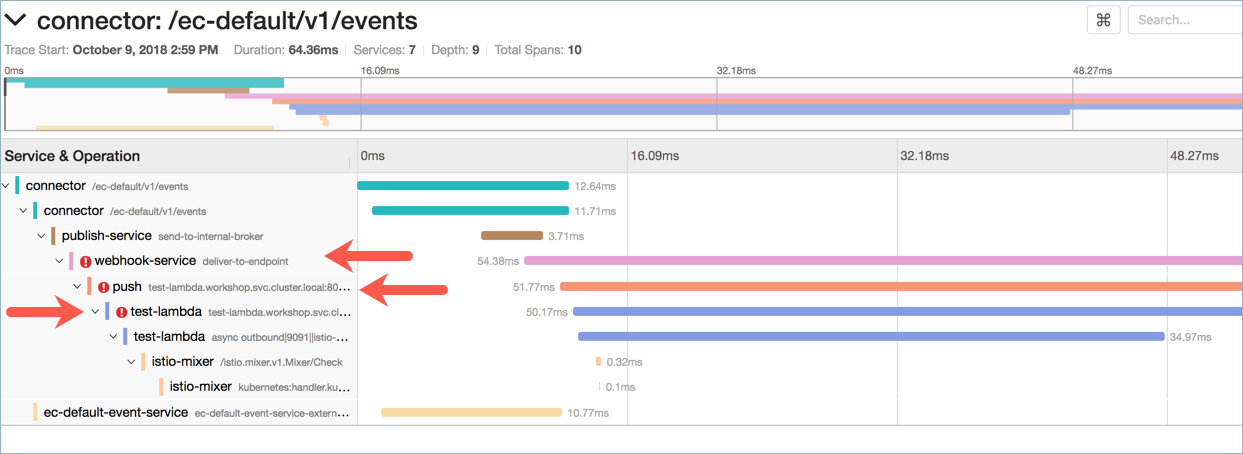 connector: /ec-default/v1/events
⌘ Search...
Trace Start: October 9, 2018 2:59 PM Duration: 64.36ms Services: 7 Depth: 9 Total Spans: 10
0ms 16.09ms 32.18ms 48.27ms
Service & Operation 0ms 16.09ms 32.18ms 48.27ms
connector /ec-default/v1/events 12.64ms
connector /ec-default/v1/events 11.71ms
publish-service send-to-internal-broker 3.71ms
webhook-service deliver-to-endpoint 54.38ms
push test-lambda.workshop.svc.cluster.local:80... 51.77ms
test-lambda test-lambda.workshop.svc.cl... 50.17ms
test-lambda async outbound|9091||istio-... 34.97ms
istio-mixer /istio.mixer.v1.Mixer/Check 0.32ms
istio-mixer kubernetes:handler.ku... 0.1ms
ec-default-event-service ec-default-event-service-extern... 10.77ms